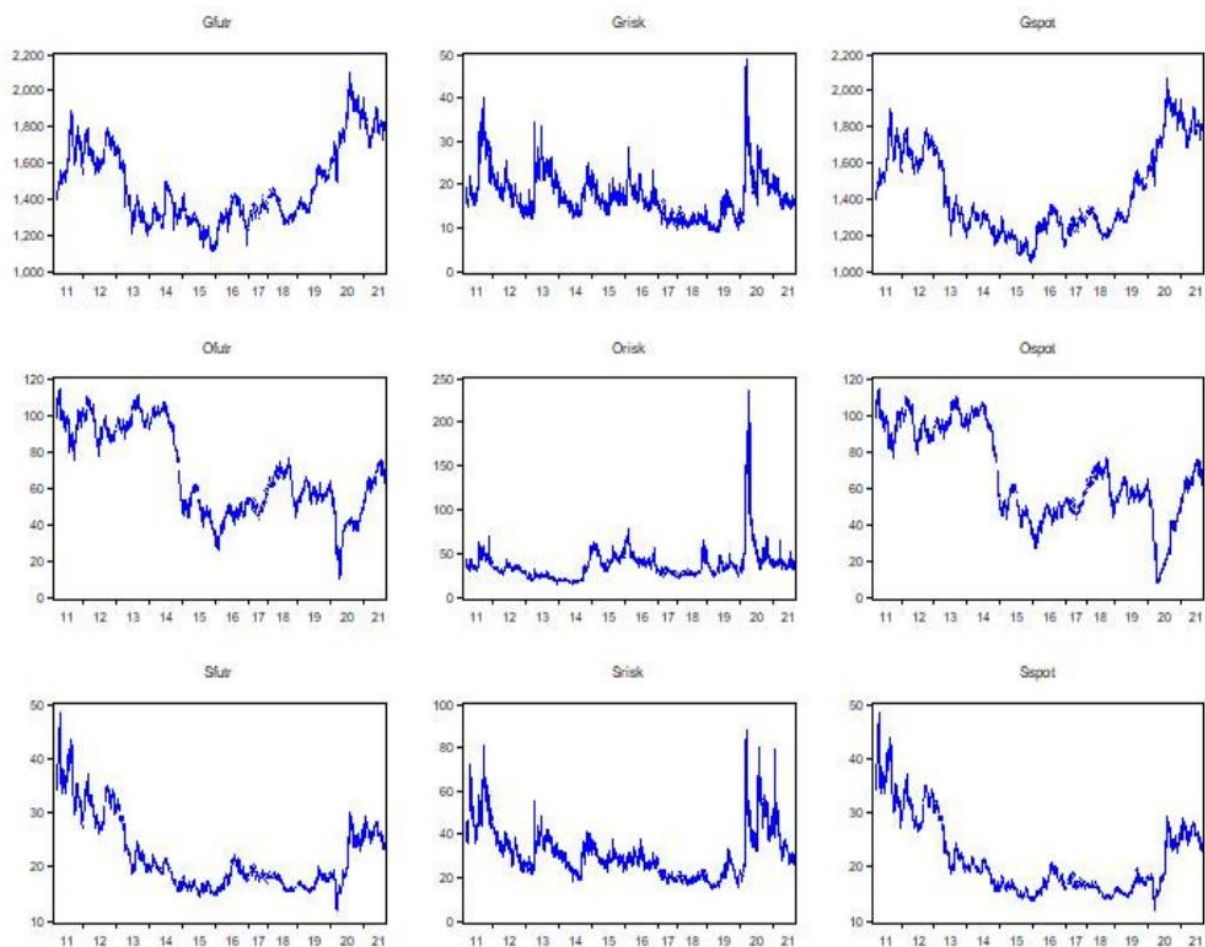 Gfutr Grisk Gspot
2,200 50 2,200
2,000 40 2,000
1,800 30 1,800
1,600 20 1,600
1,400 10 1,400
1,200 0 1,200
1,000 1,000
11 12 13 14 15 16 17 18 19 20 21 11 12 13 14 15 16 17 18 19 20 21 11 12 13 14 15 16 17 18 19 20 21
Ofutr Orisk Ospot
120 250 120
100 200 100
80 150 80
60 100 60
40 50 40
20 0 20
0 0
11 12 13 14 15 16 17 18 19 20 21 11 12 13 14 15 16 17 18 19 20 21 11 12 13 14 15 16 17 18 19 20 21
Sfutr Srisk Sspot
50 100 50
40 80 40
30 60 30
20 40 20
10 20 10
0
11 12 13 14 15 16 17 18 19 20 21 11 12 13 14 15 16 17 18 19 20 21 11 12 13 14 15 16 17 18 19 20 21